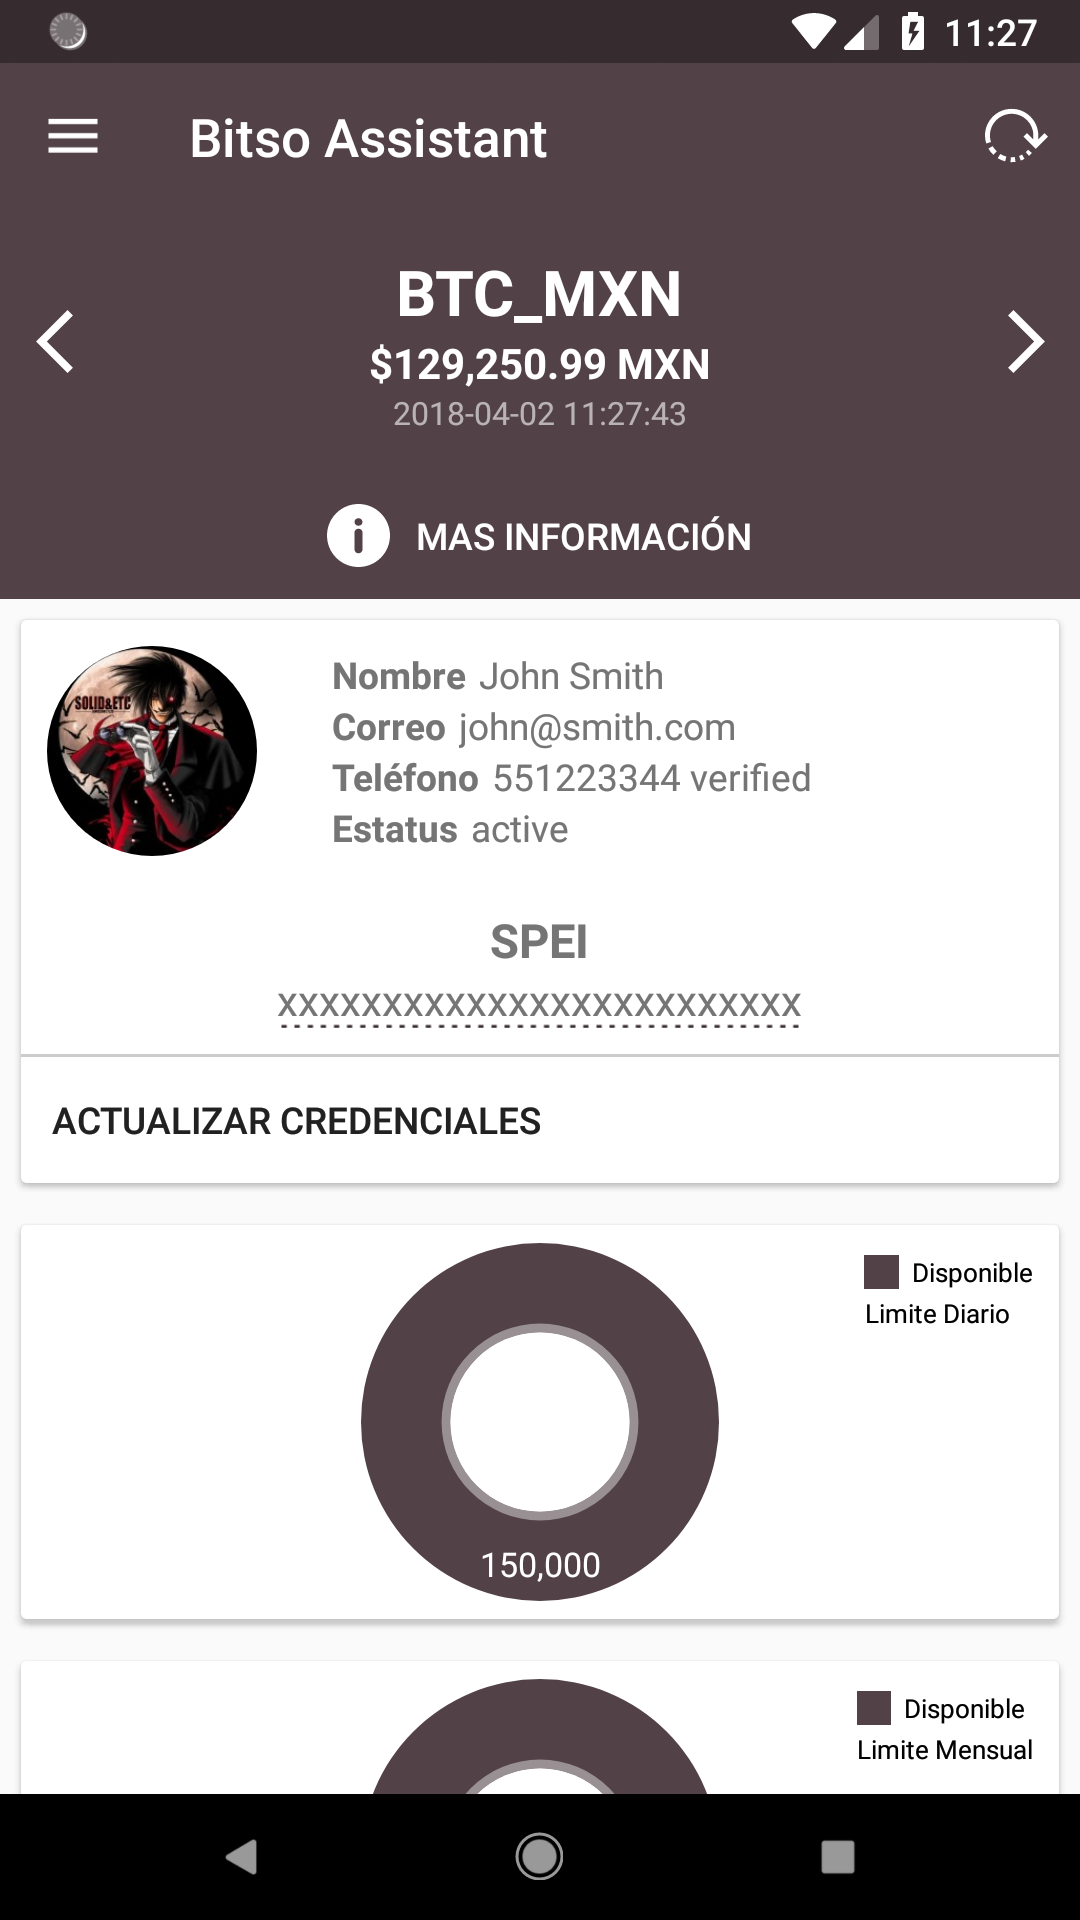 11:27
Bitso Assistant
BTC_MXN
$129,250.99 MXN
2018-04-02 11:27:43
MAS INFORMACIÓN
SOLID&ETC
Nombre John Smith
Correo john@smith.com
Teléfono 551223344 verified
Estatus active
SPEI
XXXXXXXXXXXXXXXXXXXXXXXXX
ACTUALIZAR CREDENCIALES
Disponible
Limite Diario
150,000
Disponible
Limite Mensual